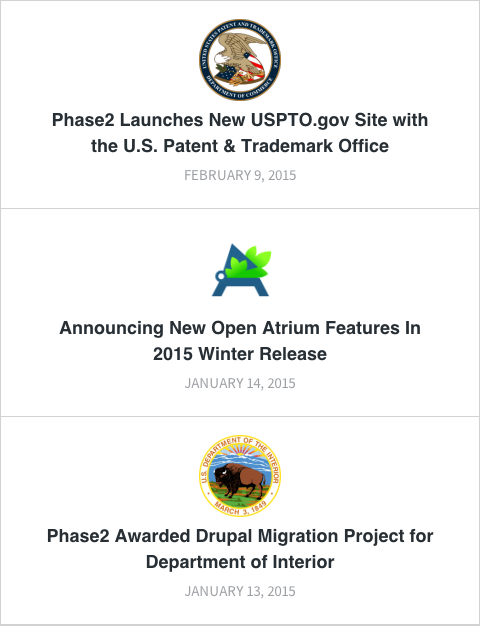 UNITED STATES PATENT AND TRADEMARK OFFICE
DEPARTMENT OF COMMERCE
Phase2 Launches New USPTO.gov Site with
the U.S. Patent & Trademark Office
FEBRUARY 9, 2015
Announcing New Open Atrium Features In
2015 Winter Release
JANUARY 14, 2015
U.S. DEPARTMENT OF THE INTERIOR
MARCH 3, 1849
Phase2 Awarded Drupal Migration Project for
Department of Interior
JANUARY 13, 2015